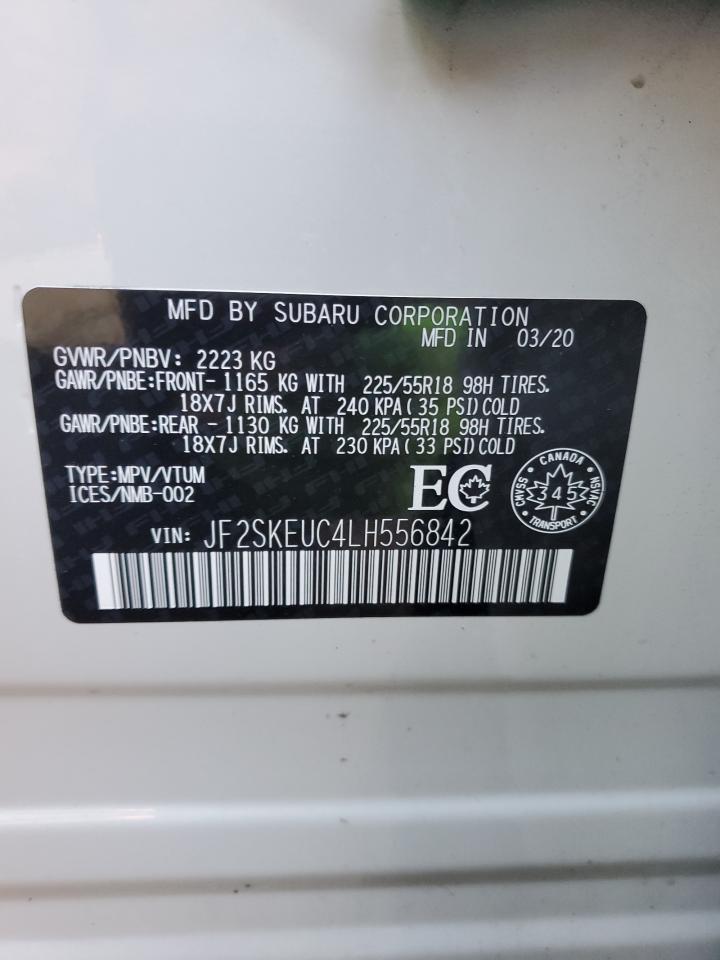 MFD BY SUBARU CORPORATION
MFD IN 03/20
GVWR/PNBV: 2223 KG
GAWR/PNBE:FRONT- 1165 KG WITH 225/55R18 98H TIRES.
18X7J RIMS. AT 240 KPA(35 PSI)COLD
GAWR/PNBE:REAR - 1130 KG WITH 225/55R18 98H TIRES.
18X7J RIMS. AT 230 KPA(33 PSI)COLD
TYPE:MPV/VTUM
ICES/NMB-002
EC
CANADA
CMVSS 345 NSVAC
TRANSPORT
VIN: JF2SKEUC4LH556842